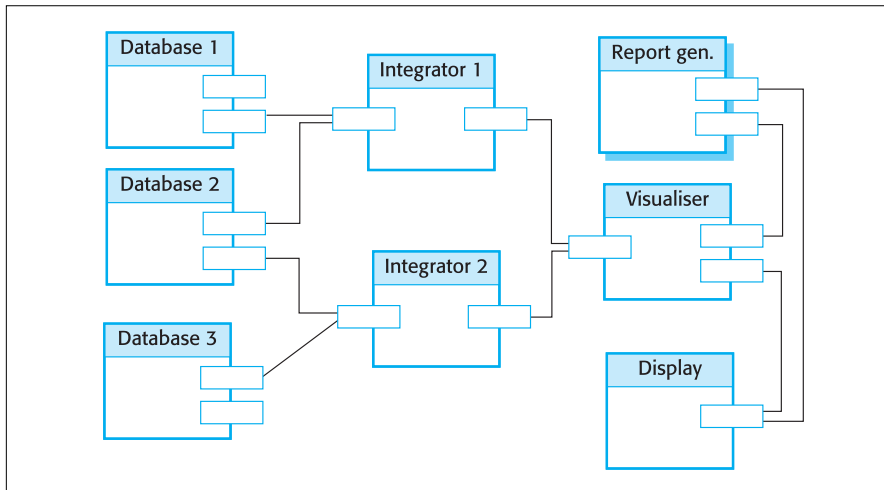 Database 1
Integrator 1
Report gen.
Database 2
Visualiser
Integrator 2
Database 3
Display